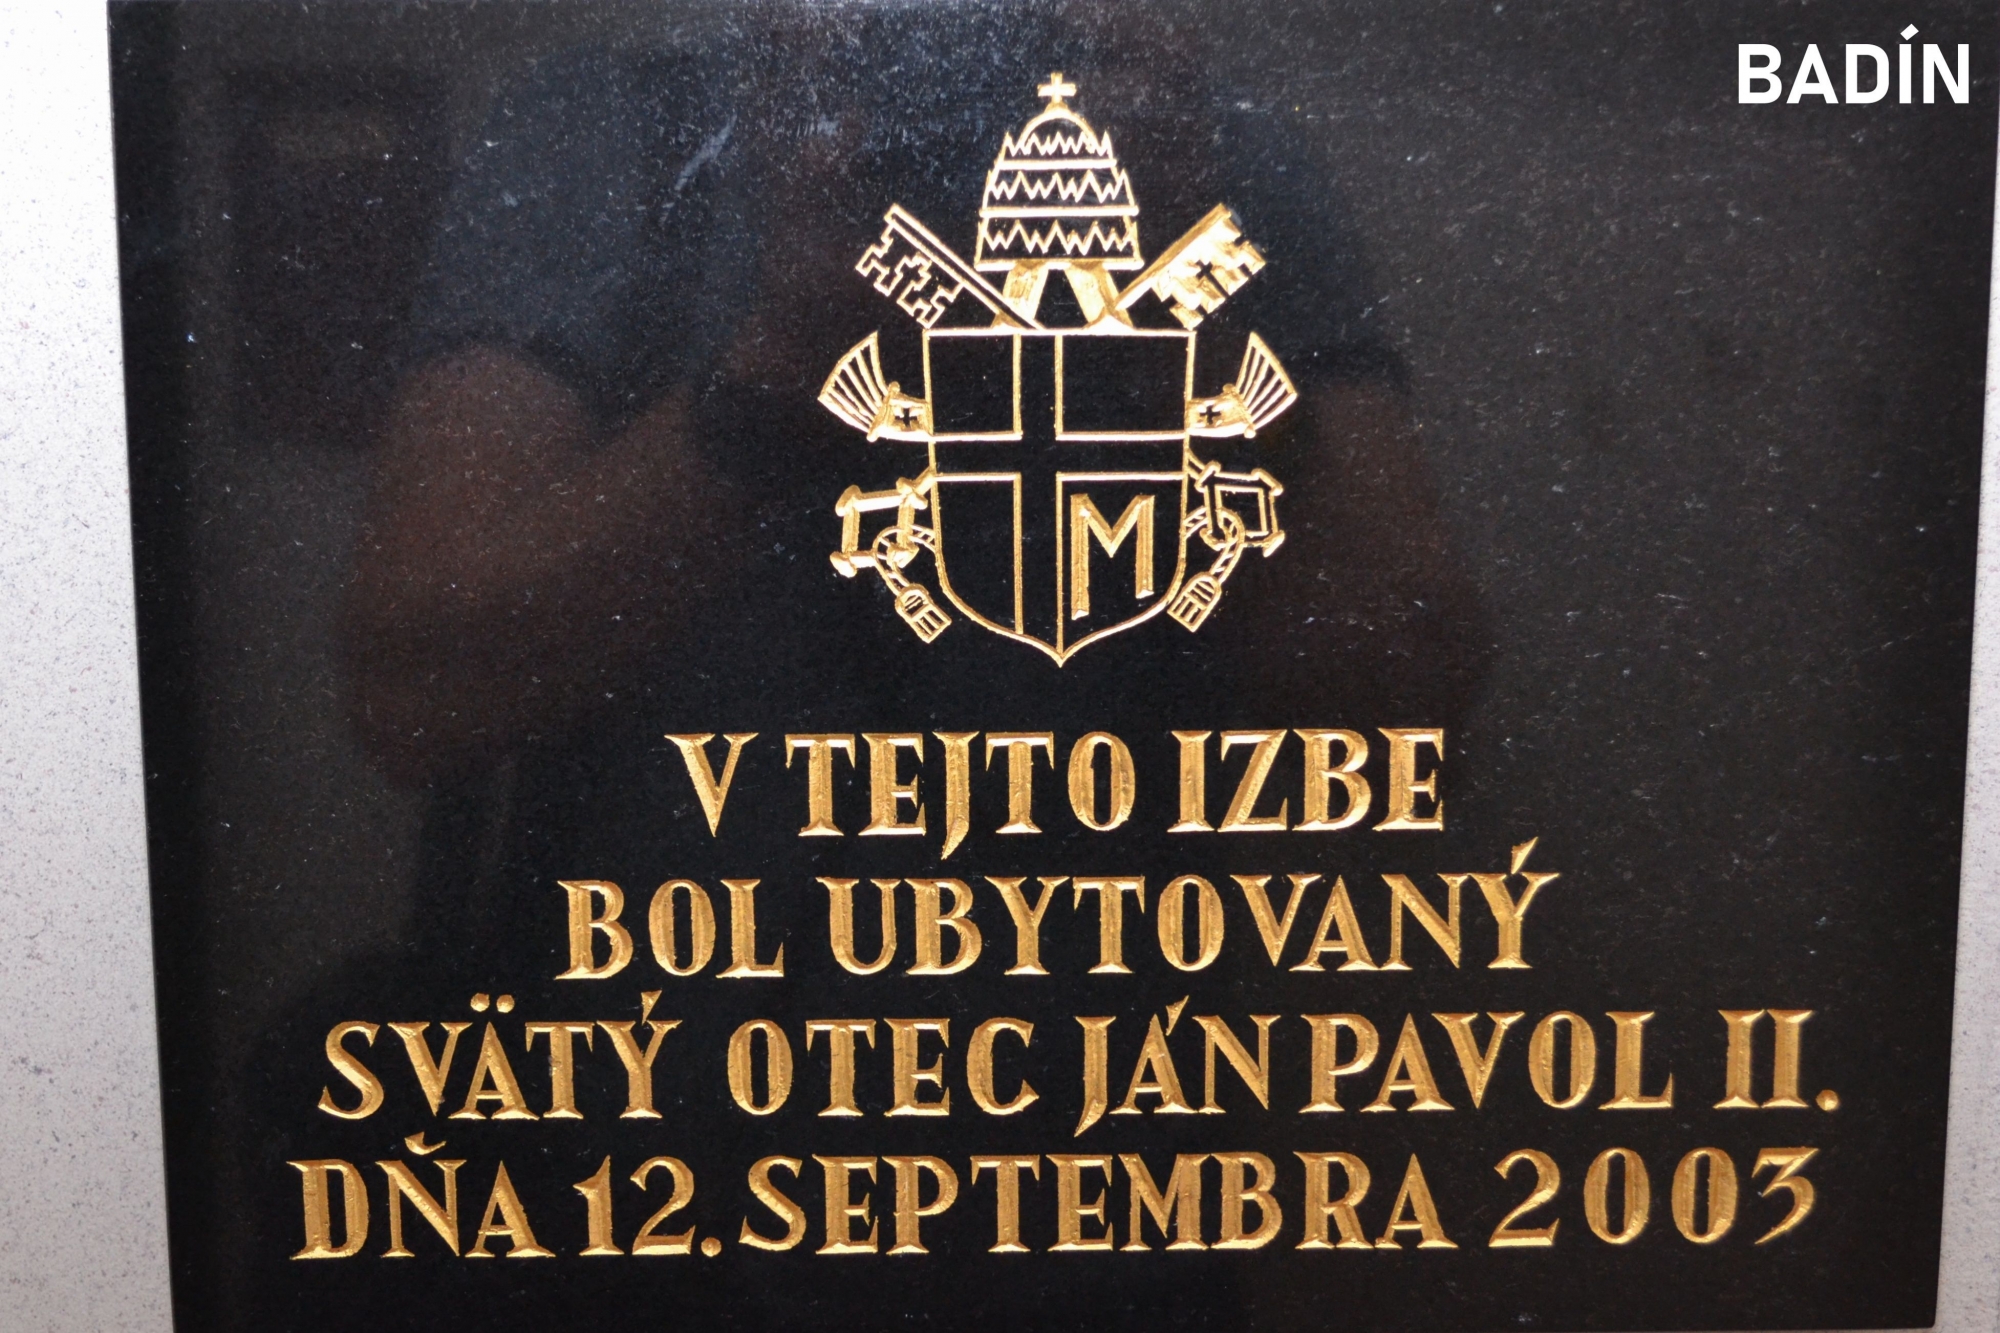 BADÍN
M
V TEJTO IZBE
BOL UBYTOVANÝ
SVÄTÝ OTEC JÁN PAVOL II.
DŇA 12. SEPTEMBRA 2003